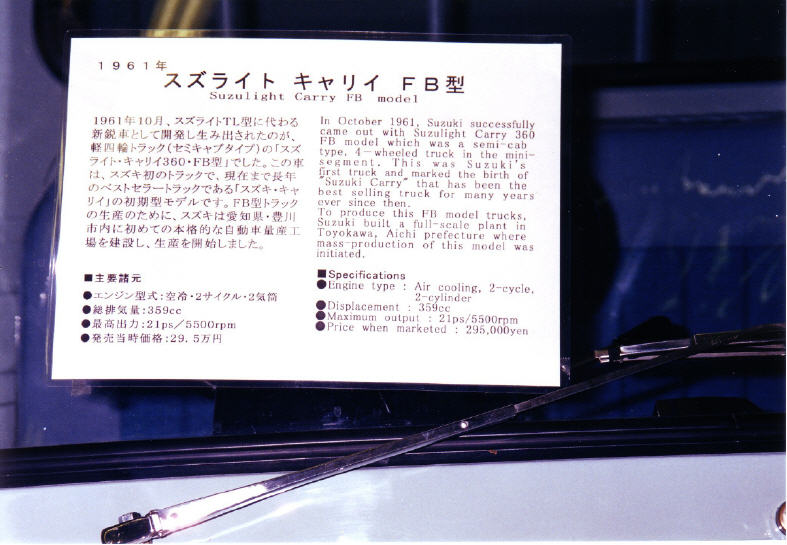 1961年
スズライト キャリイ FB型
Suzulight Carry FB model
1961年10月、スズライトTL型に代わる
新鋭車として開発し生み出されたのが、
軽四輪トラック(セミキャブタイプ)の「スズ
ライト・キャリイ360・FB型」でした。この車
は、スズキ初のトラックで、現在まで長年
のベストセラートラックである「スズキ・キャ
リイ」の初期型モデルです。FB型トラック
の生産のために、スズキは愛知県・豊川
市内に初めての本格的な自動車量産工
場を建設し、生産を開始しました。
■主要諸元
●エンジン型式:空冷・2サイクル・2気筒
●総排気量:359cc
●最高出力:21ps/5500rpm
●発売当時価格:29.5万円
In October 1961, Suzuki successfully
came out with Suzulight Carry 360
FB model which was a semi-cab
type, 4-wheeled truck in the mini-
segment. This was Suzuki's
first truck and marked the birth of
"Suzuki Carry" that has been the
best selling truck for many years
ever since then.
To produce this FB model trucks,
Suzuki built a full-scale plant in
Toyokawa, Aichi prefecture where
mass-production of this model was
initiated.
■Specifications
●Engine type : Air cooling, 2-cycle,
2-cylinder
●Displacement : 359cc
●Maximum output : 21ps/5500rpm
●Price when marketed : 295,000yen